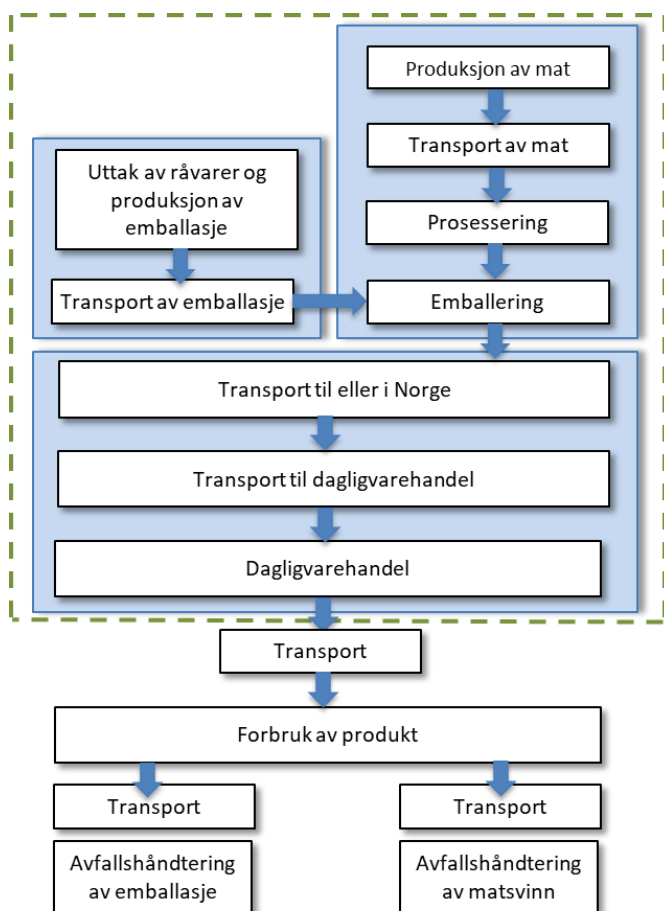 Produksjon av mat
Transport av mat
Uttak av råvarer og
produksjon av
emballasje
Prosessering
Transport av emballasje
Emballering
Transport til eller i Norge
Transport til dagligvarehandel
Dagligvarehandel
Transport
Forbruk av produkt
Transport
Transport
Avfallshåndtering
av emballasje
Avfallshåndtering
av matsvinn